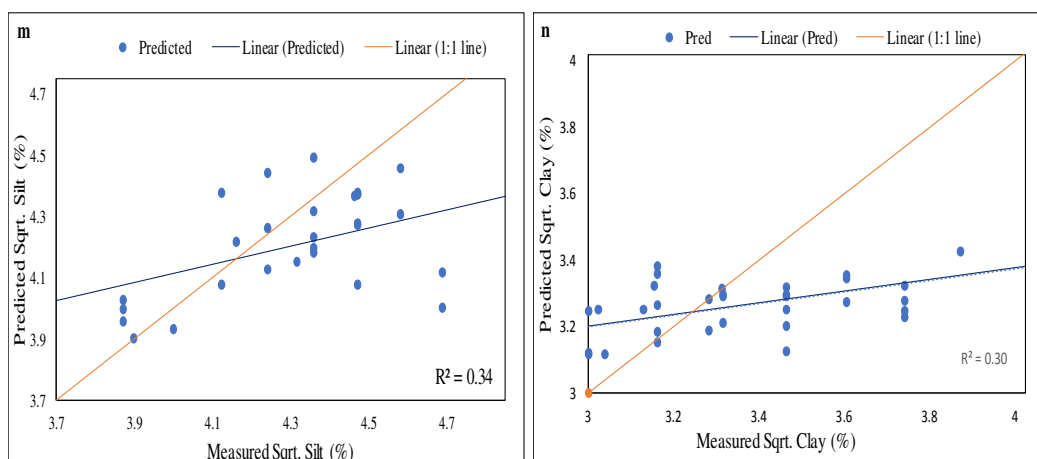 m
Predicted Linear (Predicted) Linear (1:1 line)
Predicted Sqrt. Silt (%)
4.7
4.5
4.3
4.1
3.9
3.7
R² = 0.34
3.7 3.9 4.1 4.3 4.5 4.7
Measured Sqrt. Silt (%)
n
Pred Linear (Pred) Linear (1:1 line)
Predicted Sqrt. Clay (%)
4
3.8
3.6
3.4
3.2
3
R² = 0.30
3 3.2 3.4 3.6 3.8 4
Measured Sqrt. Clay (%)